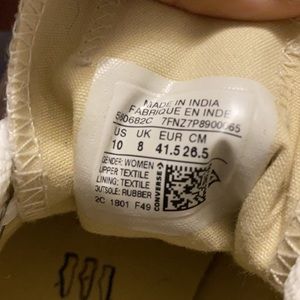 MADE IN INDIA
FABRIQUE EN INDE
560682C 7FNZ7P8900065
US UK EUR CM
10 8 41.5 26.5
GENDER: WOMEN
UPPER TEXTILE
LINING: TEXTILE
OUTSOLE: RUBBER
2C 1801 F49
CONVERSE